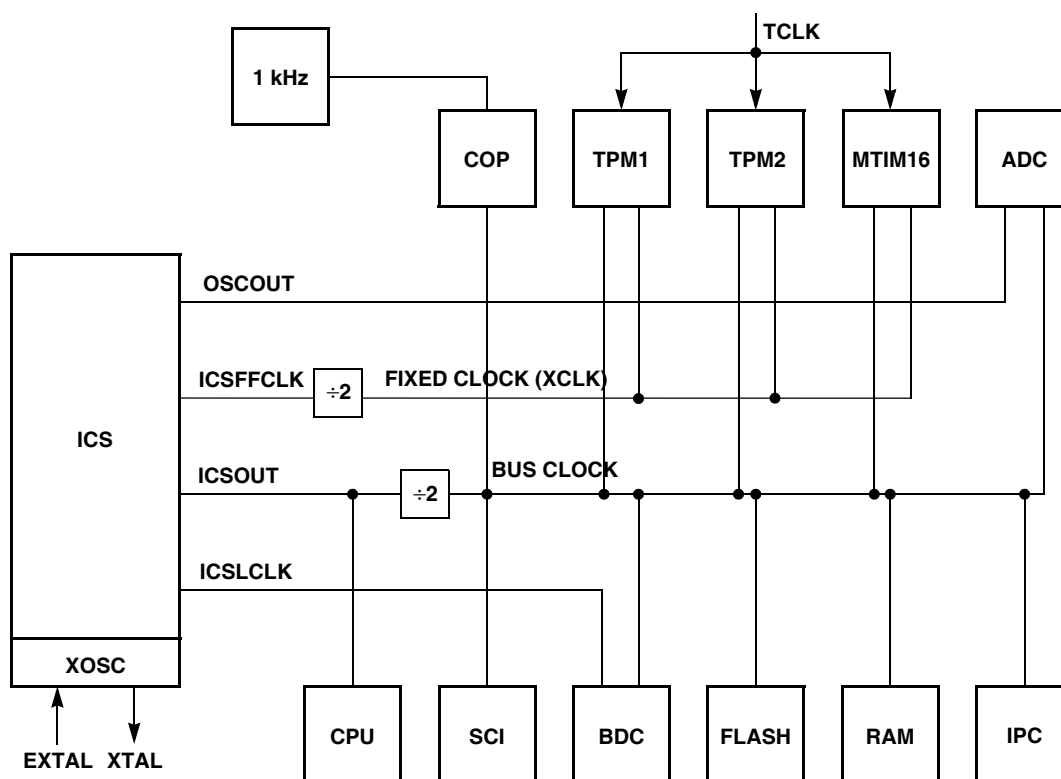 TCLK
1 kHz
COP
TPM1
TPM2
MTIM16
ADC
OSCOUT
ICSFFCLK
÷2
FIXED CLOCK (XCLK)
ICS
ICSOUT
÷2
BUS CLOCK
ICSLCLK
XOSC
CPU
SCI
BDC
FLASH
RAM
IPC
EXTAL
XTAL